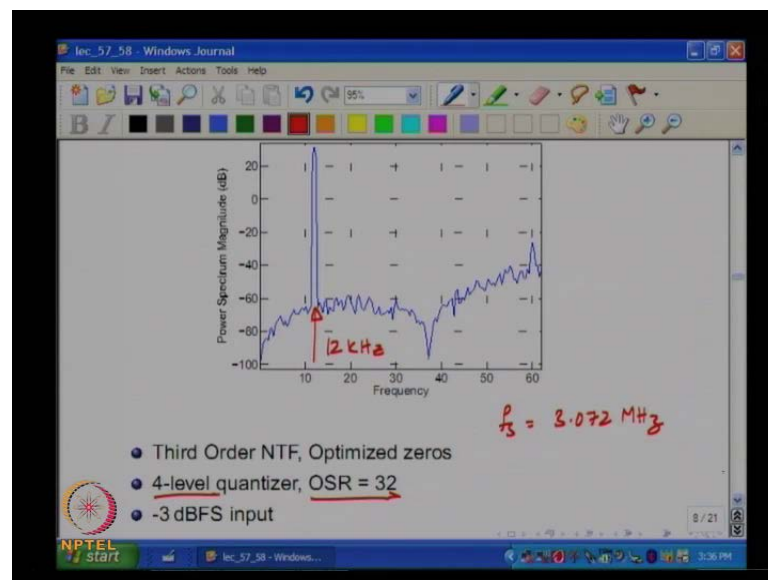 lec_57_58 - Windows Journal
File Edit View Insert Actions Tools Help
95%
B I
Power Spectrum Magnitude (dB)
20
0
-20
-40
-60
-80
-100
12 kHz
10 20 30 40 50 60
Frequency
fs = 3.072 MHz
Third Order NTF, Optimized zeros
4-level quantizer, OSR = 32
-3 dBFS input
8 / 21
NPTEL
start
lec_57_58 - Windows...
3:36 PM